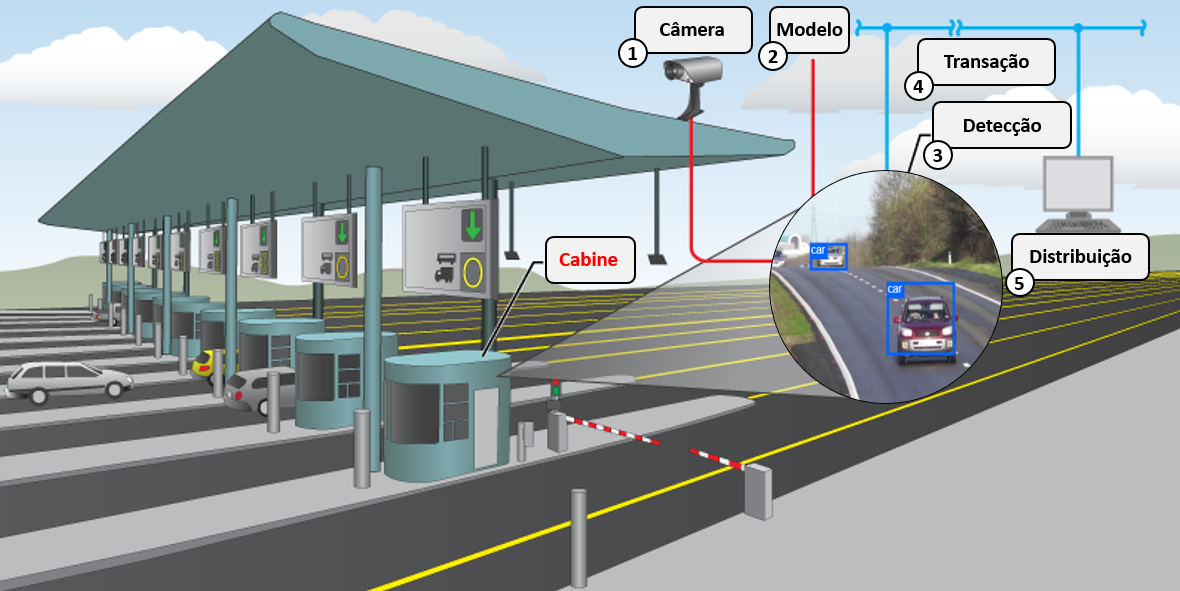 Câmera
1
Modelo
2
Transação
4
Detecção
3
car
car
Distribuição
5
Cabine